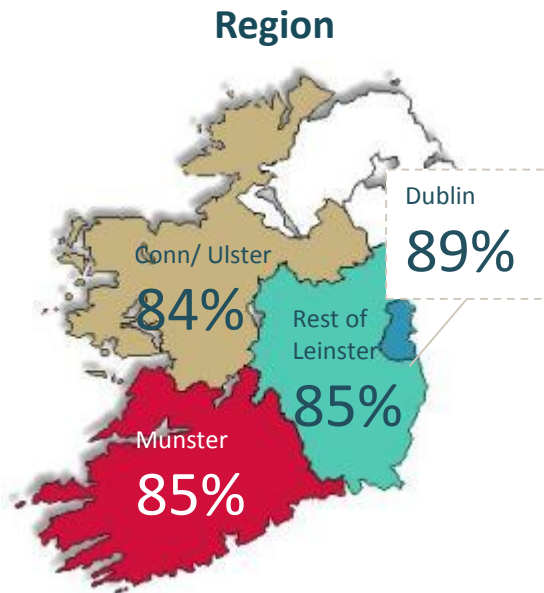 Region
Dublin
89%
Conn/ Ulster
84%
Rest of
Leinster
85%
Munster
85%